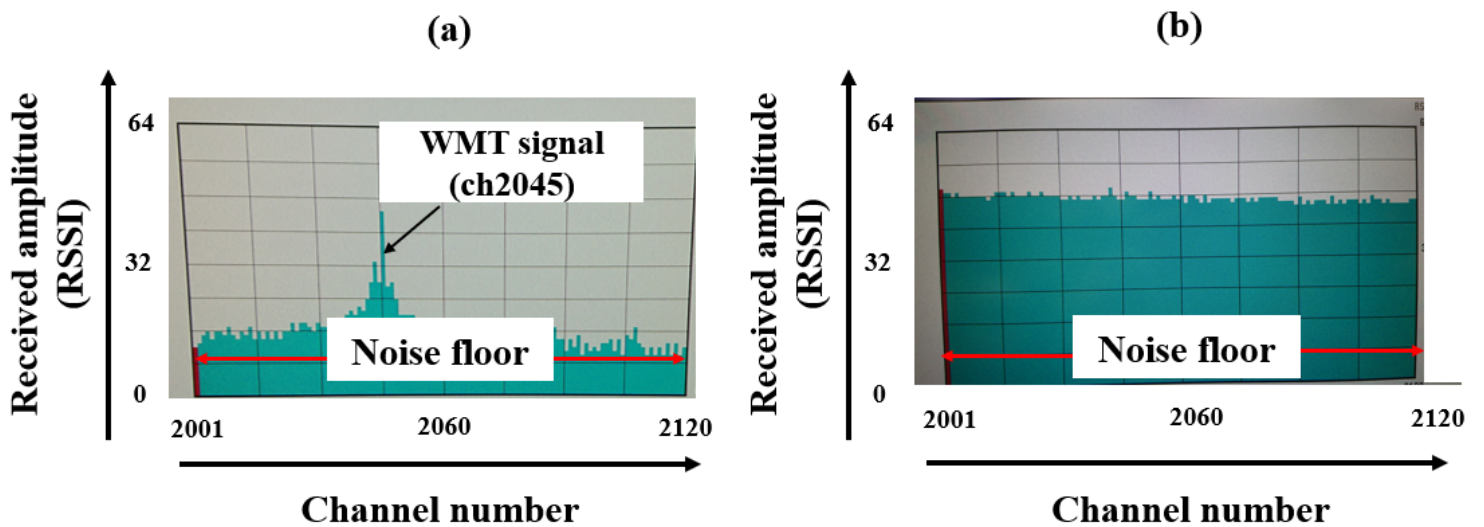 (a)
Received amplitude
(RSSI)
64
32
0
WMT signal
(ch2045)
Noise floor
2001
2060
2120
Channel number
(b)
Received amplitude
(RSSI)
64
32
0
Noise floor
2001
2060
2120
Channel number